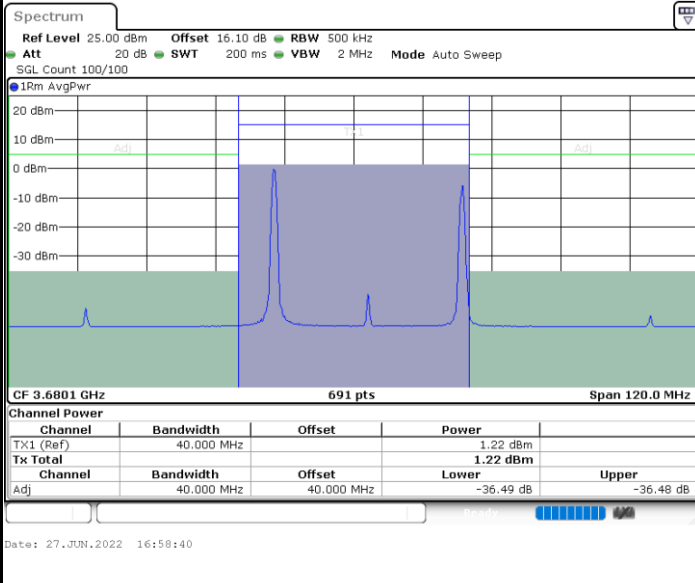 Spectrum
Ref Level 25.00 dBm Offset 16.10 dB RBW 500 kHz
Att 20 dB SWT 200 ms VBW 2 MHz Mode Auto Sweep
SGL Count 100/100
1Rm AvgPwr
20 dBm
TX1
10 dBm
Adj Adj
0 dBm
-10 dBm
-20 dBm
-30 dBm
CF 3.6801 GHz 691 pts Span 120.0 MHz
Channel Power
Channel Bandwidth Offset Power
TX1 (Ref) 40.000 MHz 1.22 dBm
Tx Total 1.22 dBm
Channel Bandwidth Offset Lower Upper
Adj 40.000 MHz 40.000 MHz -36.49 dB -36.48 dB
Ready
Date: 27.JUN.2022 16:58:40